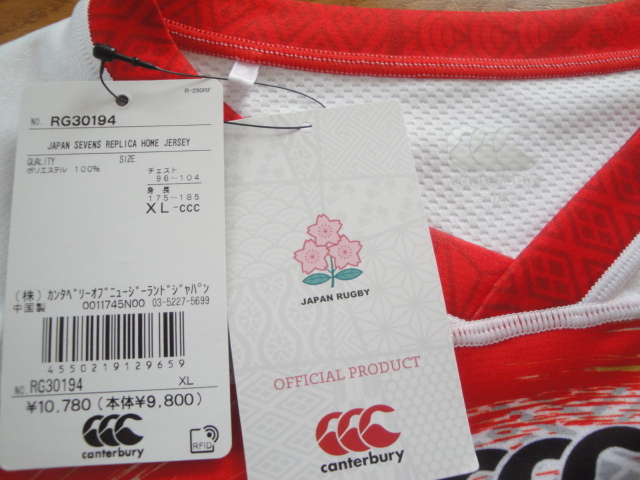 R-290RF
NO. RG30194
JAPAN SEVENS REPLICA HOME JERSEY
QUALITY SIZE
ポリエステル 100%
チェスト
96～104
身 長
175～185
XL-ccc
(株) ｶﾝﾀﾍﾞﾘｰｵﾌﾞﾆｭｰｼﾞｰﾗﾝﾄﾞｼﾞｬﾊﾟﾝ
中国製 0011745N00 03-5227-5699
4550219129659
NO. RG30194 XL
¥10,780 (本体¥9,800)
canterbury
RFID
JAPAN RUGBY
OFFICIAL PRODUCT
canterbury